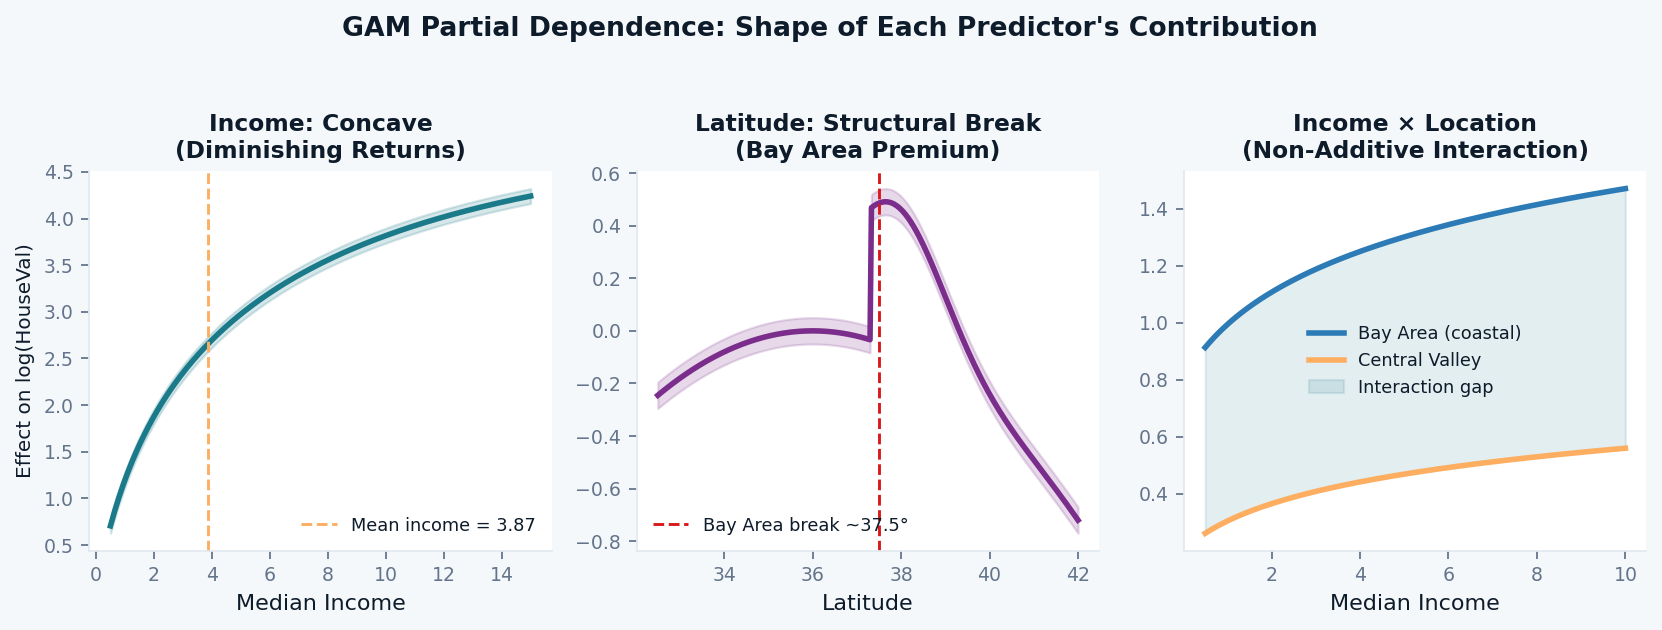 GAM Partial Dependence: Shape of Each Predictor's Contribution
Income: Concave
(Diminishing Returns)
Effect on log(HouseVal)
4.5
4.0
3.5
3.0
2.5
2.0
1.5
1.0
0.5
Mean income = 3.87
0 2 4 6 8 10 12 14
Median Income
Latitude: Structural Break
(Bay Area Premium)
0.6
0.4
0.2
0.0
−0.2
−0.4
−0.6
−0.8
Bay Area break ~37.5°
34 36 38 40 42
Latitude
Income × Location
(Non-Additive Interaction)
1.4
1.2
1.0
0.8
0.6
0.4
Bay Area (coastal)
Central Valley
Interaction gap
2 4 6 8 10
Median Income